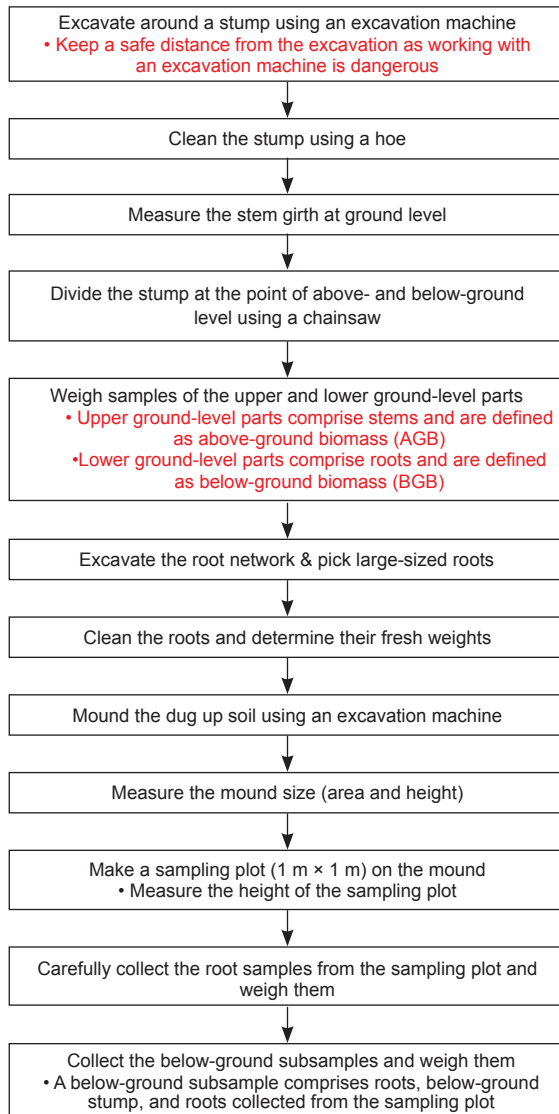 Excavate around a stump using an excavation machine
• Keep a safe distance from the excavation as working with
an excavation machine is dangerous
Clean the stump using a hoe
Measure the stem girth at ground level
Divide the stump at the point of above- and below-ground
level using a chainsaw
Weigh samples of the upper and lower ground-level parts
• Upper ground-level parts comprise stems and are defined
as above-ground biomass (AGB)
•Lower ground-level parts comprise roots and are defined
as below-ground biomass (BGB)
Excavate the root network & pick large-sized roots
Clean the roots and determine their fresh weights
Mound the dug up soil using an excavation machine
Measure the mound size (area and height)
Make a sampling plot (1 m × 1 m) on the mound
• Measure the height of the sampling plot
Carefully collect the root samples from the sampling plot and
weigh them
Collect the below-ground subsamples and weigh them
• A below-ground subsample comprises roots, below-ground
stump, and roots collected from the sampling plot